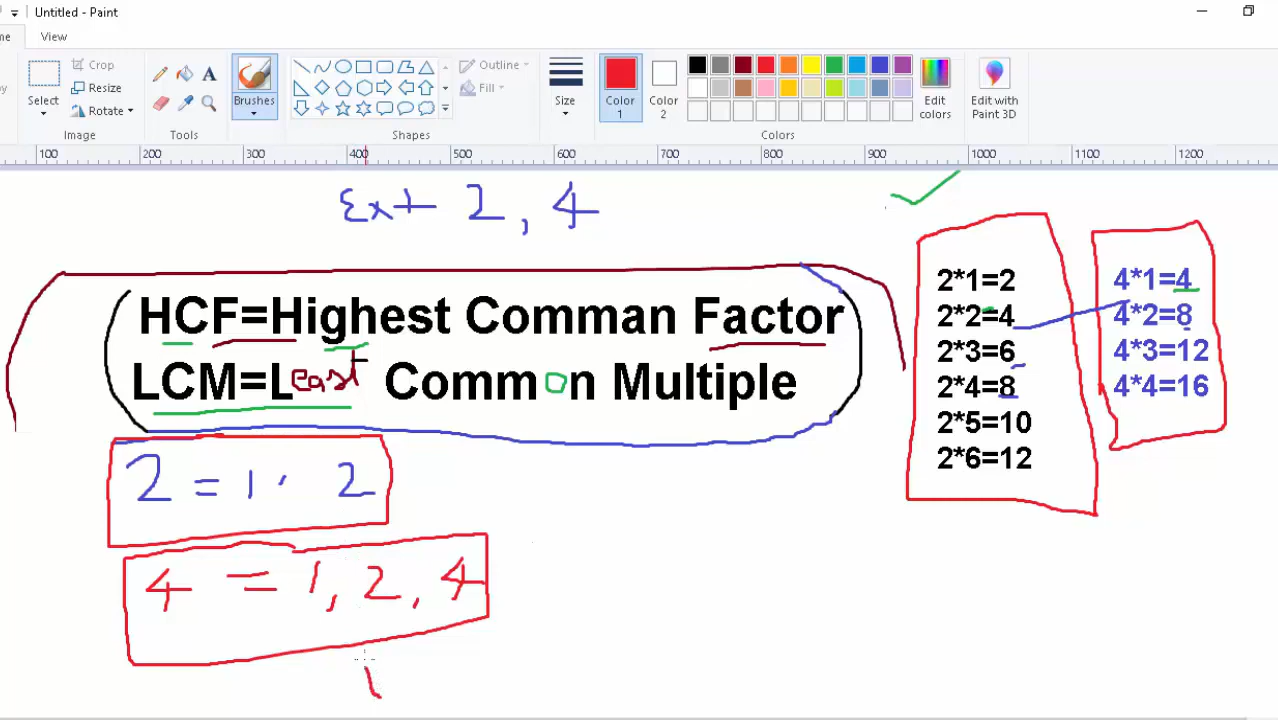 Untitled - Paint
me View
Select Crop Resize Rotate Image
Tools
Brushes
Outline Fill Shapes
Size
Color 1 Color 2 Edit colors Colors
Edit with Paint 3D
100 200 300 400 500 600 700 800 900 1000 1100 1200
Ex+ 2, 4
HCF=Highest Comman Factor
LCM=Least Common Multiple
2 = 1, 2
4 = 1, 2, 4
2*1=2
2*2=4
2*3=6
2*4=8
2*5=10
2*6=12
4*1=4
4*2=8
4*3=12
4*4=16